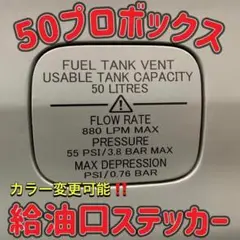 50プロボックス
FUEL TANK VENT
USABLE TANK CAPACITY
50 LITRES
FLOW RATE
880 LPM MAX
PRESSURE
55 PSI/3.8 BAR MAX
MAX DEPRESSION
PSI/0.76 BAR
カラー変更可能‼️
給油口ステッカー